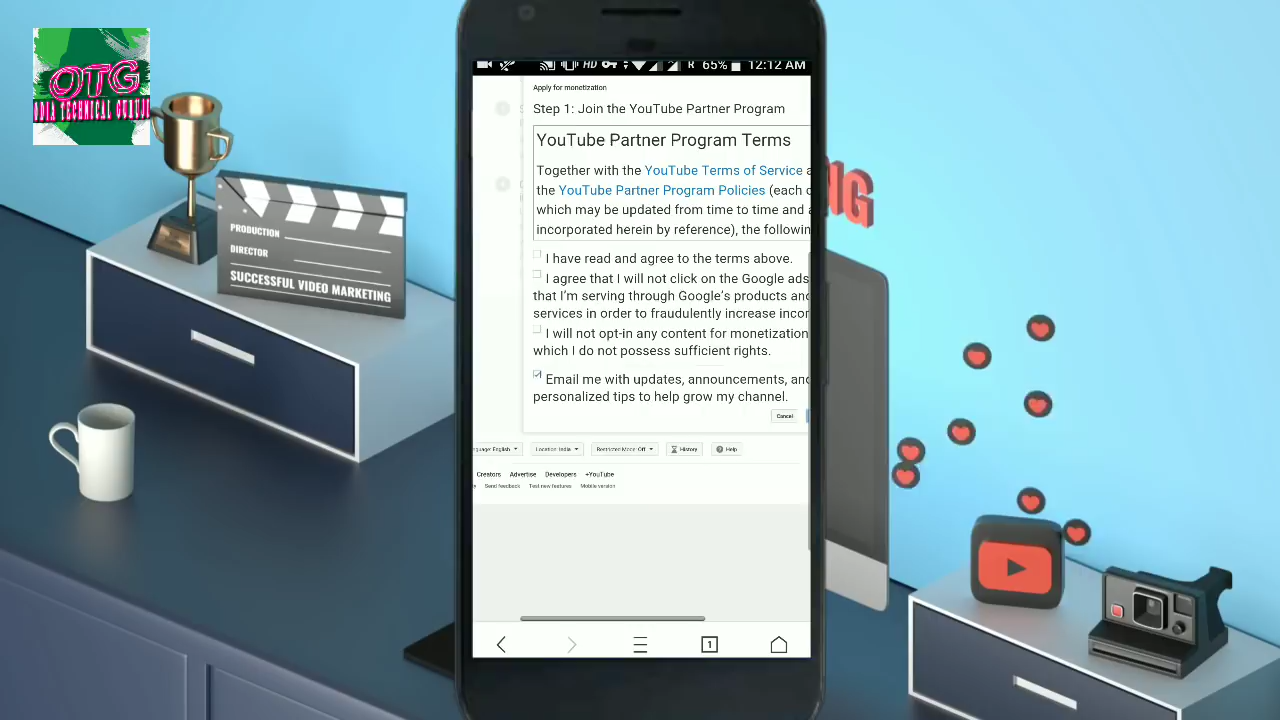 OTG
ODIA TECHNICAL GURUJI
PRODUCTION
DIRECTOR
SUCCESSFUL VIDEO MARKETING
NG
HD
R 65% 12:12 AM
Apply for monetization
Step 1: Join the YouTube Partner Program
YouTube Partner Program Terms
Together with the YouTube Terms of Service a
the YouTube Partner Program Policies (each o
which may be updated from time to time and a
incorporated herein by reference), the followin
I have read and agree to the terms above.
I agree that I will not click on the Google ads
that I'm serving through Google's products and
services in order to fraudulently increase incor
I will not opt-in any content for monetization
which I do not possess sufficient rights.
Email me with updates, announcements, and
personalized tips to help grow my channel.
Cancel
nguage: English Location: India Restricted Mode: Off History Help
Creators Advertise Developers +YouTube
Send feedback Test new features Mobile version
1